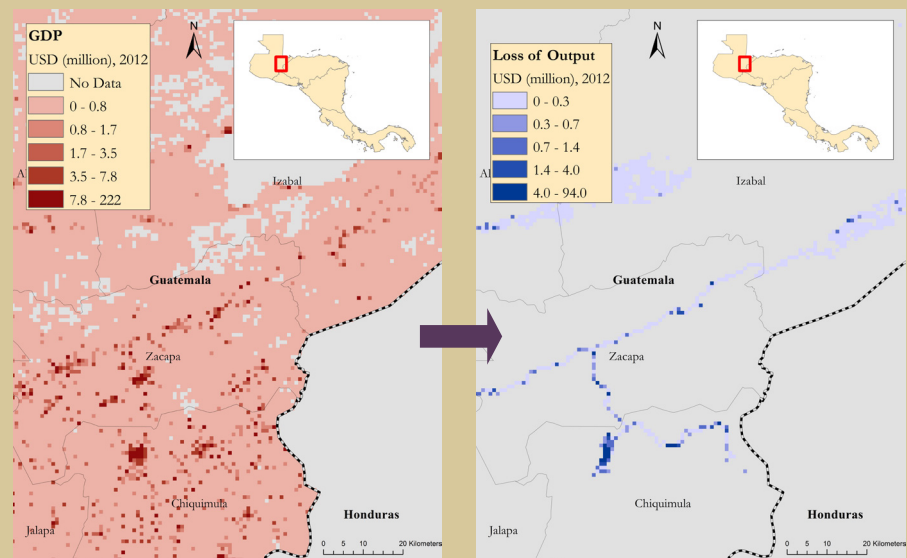 GDP
USD (million), 2012
No Data
0 - 0.8
0.8 - 1.7
1.7 - 3.5
3.5 - 7.8
7.8 - 222
N
Izabal
Guatemala
Zacapa
Chiquimula
Jalapa
Honduras
0 5 10 20 Kilometers
Loss of Output
USD (million), 2012
0 - 0.3
0.3 - 0.7
0.7 - 1.4
1.4 - 4.0
4.0 - 94.0
N
Izabal
Guatemala
Zacapa
Chiquimula
Jalapa
Honduras
0 5 10 20 Kilometers